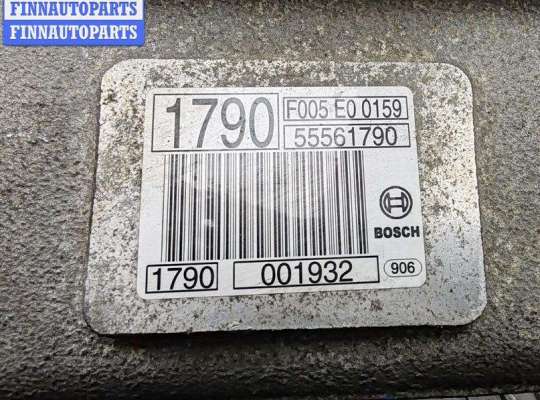 FINNAUTOPARTS
FINNAUTOPARTS
1790
F005 E0 0159
55561790
BOSCH
1790
001932
906